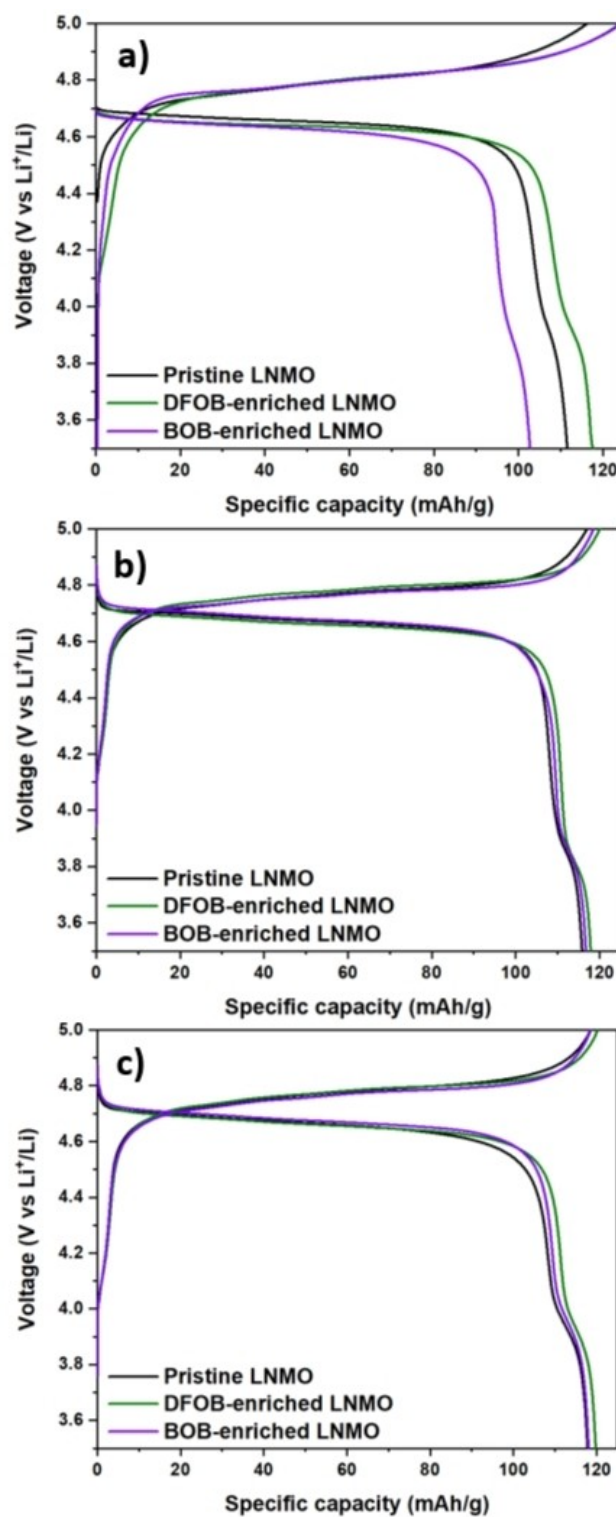 a)
5.0
4.8
4.6
4.4
4.2
4.0
3.8
3.6
Voltage (V vs Li⁺/Li)
Pristine LNMO
DFOB-enriched LNMO
BOB-enriched LNMO
0 20 40 60 80 100 120
Specific capacity (mAh/g)
b)
5.0
4.8
4.6
4.4
4.2
4.0
3.8
3.6
Voltage (V vs Li⁺/Li)
Pristine LNMO
DFOB-enriched LNMO
BOB-enriched LNMO
0 20 40 60 80 100 120
Specific capacity (mAh/g)
c)
5.0
4.8
4.6
4.4
4.2
4.0
3.8
3.6
Voltage (V vs Li⁺/Li)
Pristine LNMO
DFOB-enriched LNMO
BOB-enriched LNMO
0 20 40 60 80 100 120
Specific capacity (mAh/g)